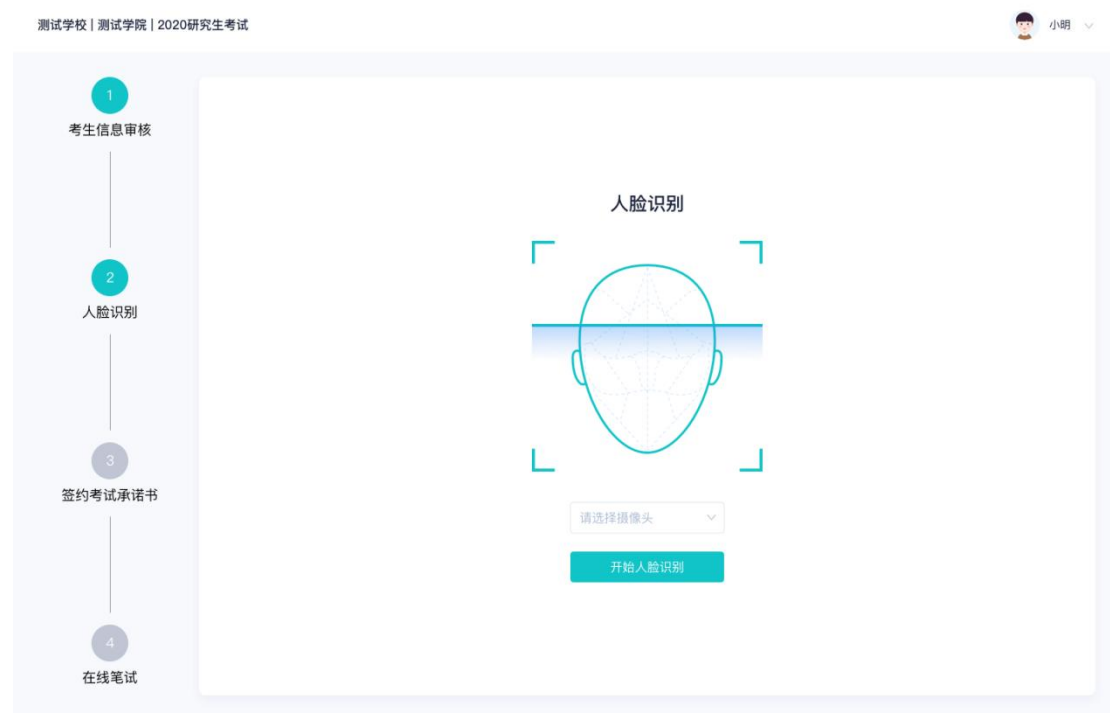 测试学校 | 测试学院 | 2020研究生考试
小明
1
考生信息审核
2
人脸识别
3
签约考试承诺书
4
在线笔试
人脸识别
请选择摄像头
开始人脸识别